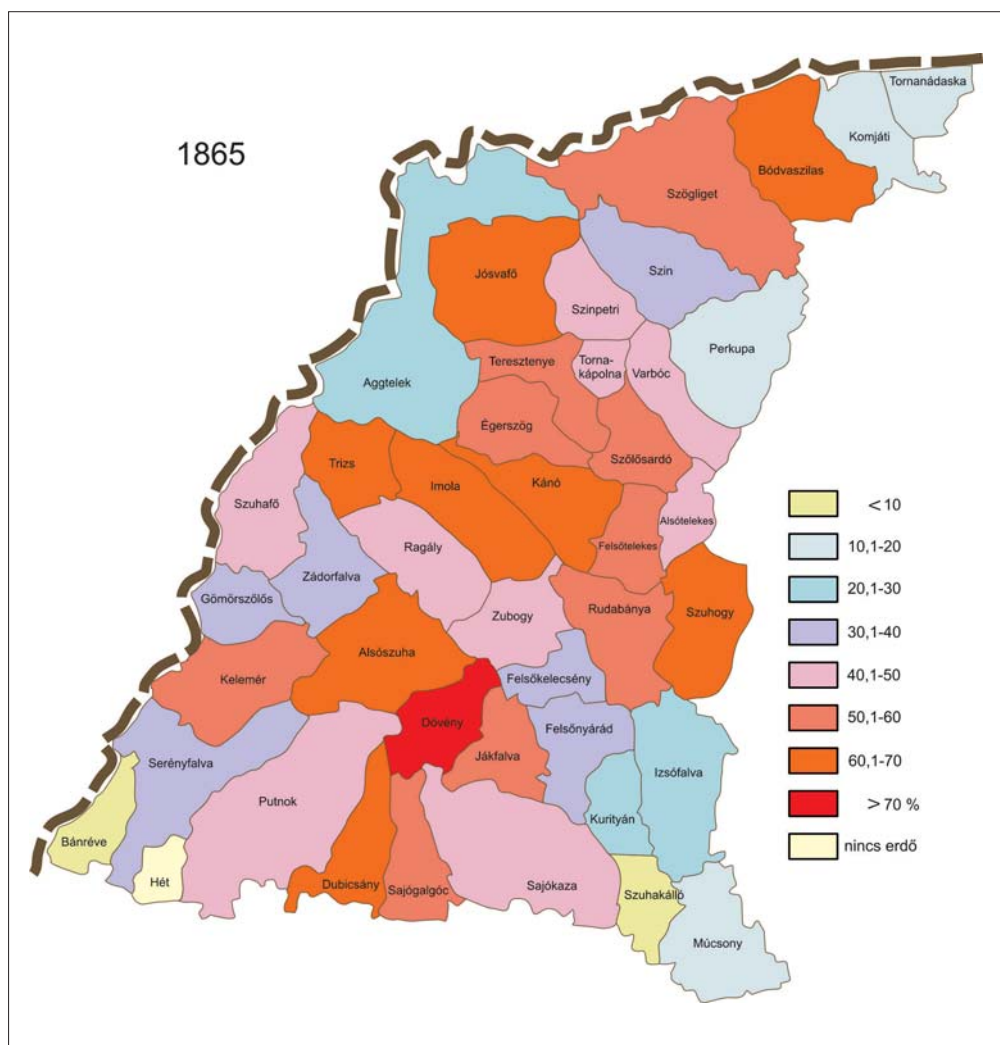 1865
Tornanádaska
Komjáti
Bódvaszilas
Szögliget
Szin
Jósvafő
Szinpetri
Perkupa
Teresztenye
Torna-
kápolna
Varbóc
Aggtelek
Égerszög
Szőlősardó
Trizs
Imola
Kánó
Szuhafő
Alsótelekes
Ragály
Felsőtelekes
Zádorfalva
Gömörszőlős
Zubogy
Rudabánya
Szuhogy
Alsószuha
Kelemér
Felsőkelecsény
Dövény
Felsőnyárád
Jákfalva
Serényfalva
Izsófalva
Putnok
Kurityán
Bánréve
Hét
Dubicsány
Sajógalgóc
Sajókaza
Szuhakálló
Múcsony
<10
10,1-20
20,1-30
30,1-40
40,1-50
50,1-60
60,1-70
>70 %
nincs erdő